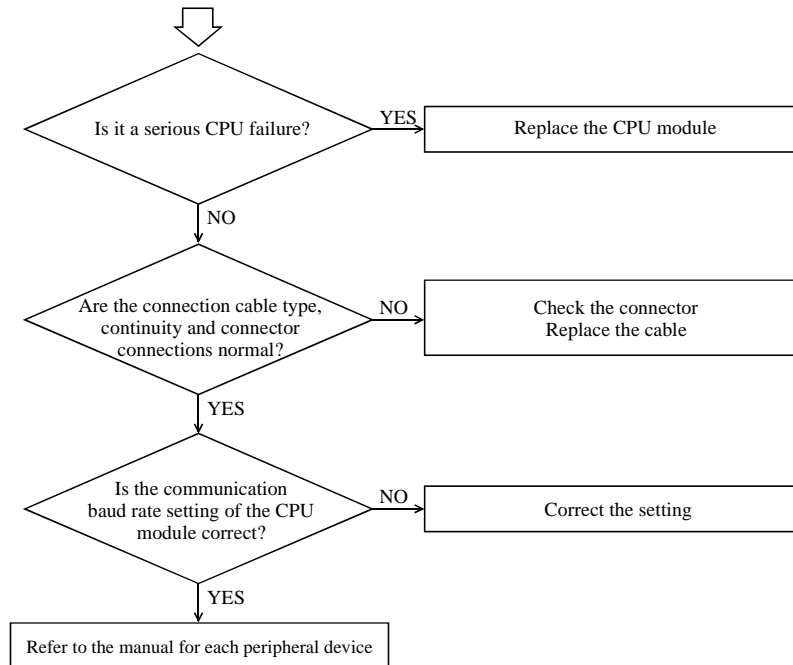 Is it a serious CPU failure?
YES
Replace the CPU module
NO
Are the connection cable type,
continuity and connector
connections normal?
NO
Check the connector
Replace the cable
YES
Is the communication
baud rate setting of the CPU
module correct?
NO
Correct the setting
YES
Refer to the manual for each peripheral device